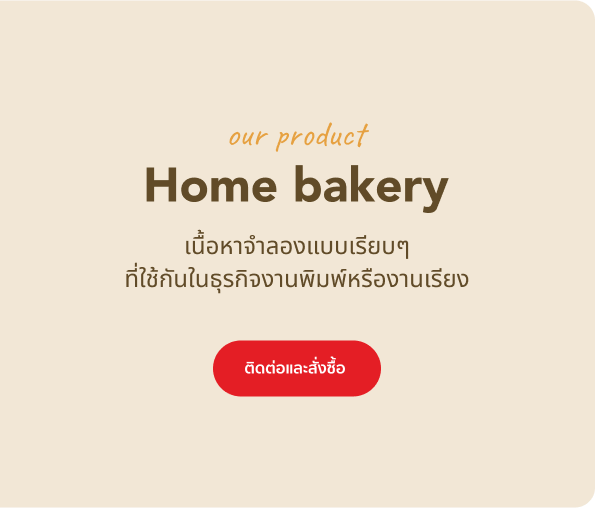 our product
Home bakery
เนื้อหาจำลองแบบเรียบๆ
ที่ใช้กันในธุรกิจงานพิมพ์หรืองานเรียง
ติดต่อและสั่งซื้อ